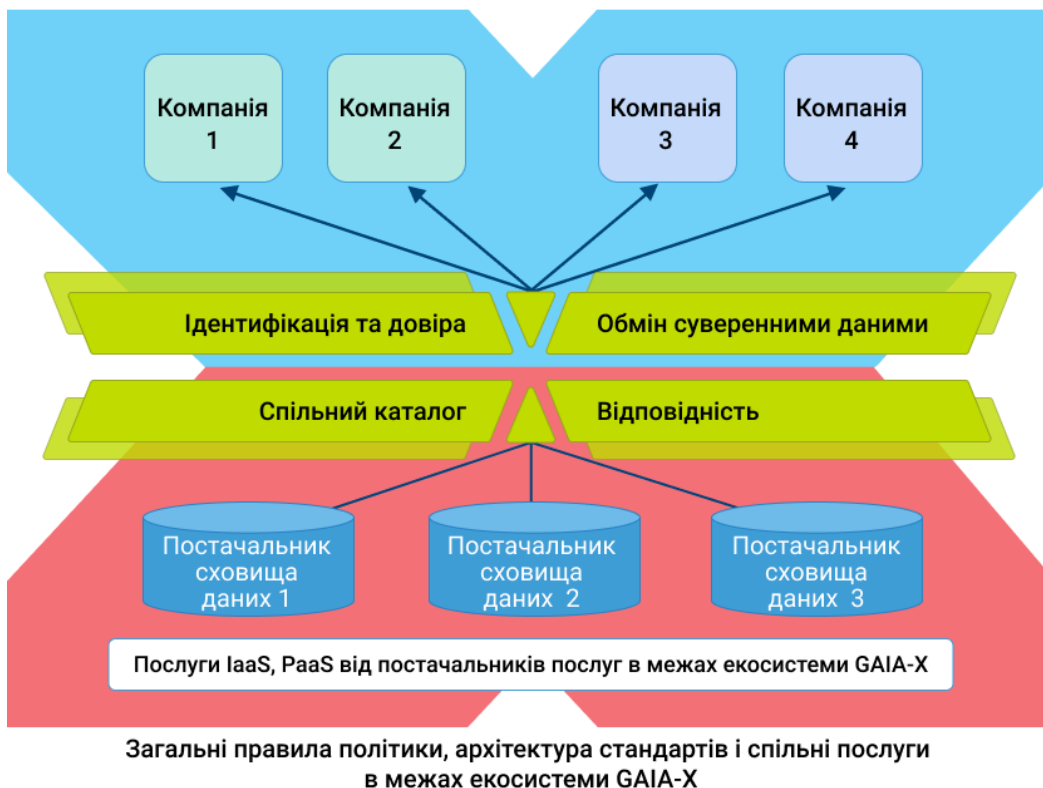 Компанія
1
Компанія
2
Компанія
3
Компанія
4
Ідентифікація та довіра
Обмін суверенними даними
Спільний каталог
Відповідність
Постачальник
сховища
даних 1
Постачальник
сховища
даних 2
Постачальник
сховища
даних 3
Послуги IaaS, PaaS від постачальників послуг в межах екосистеми GAIA-X
Загальні правила політики, архітектура стандартів і спільні послуги
в межах екосистеми GAIA-X